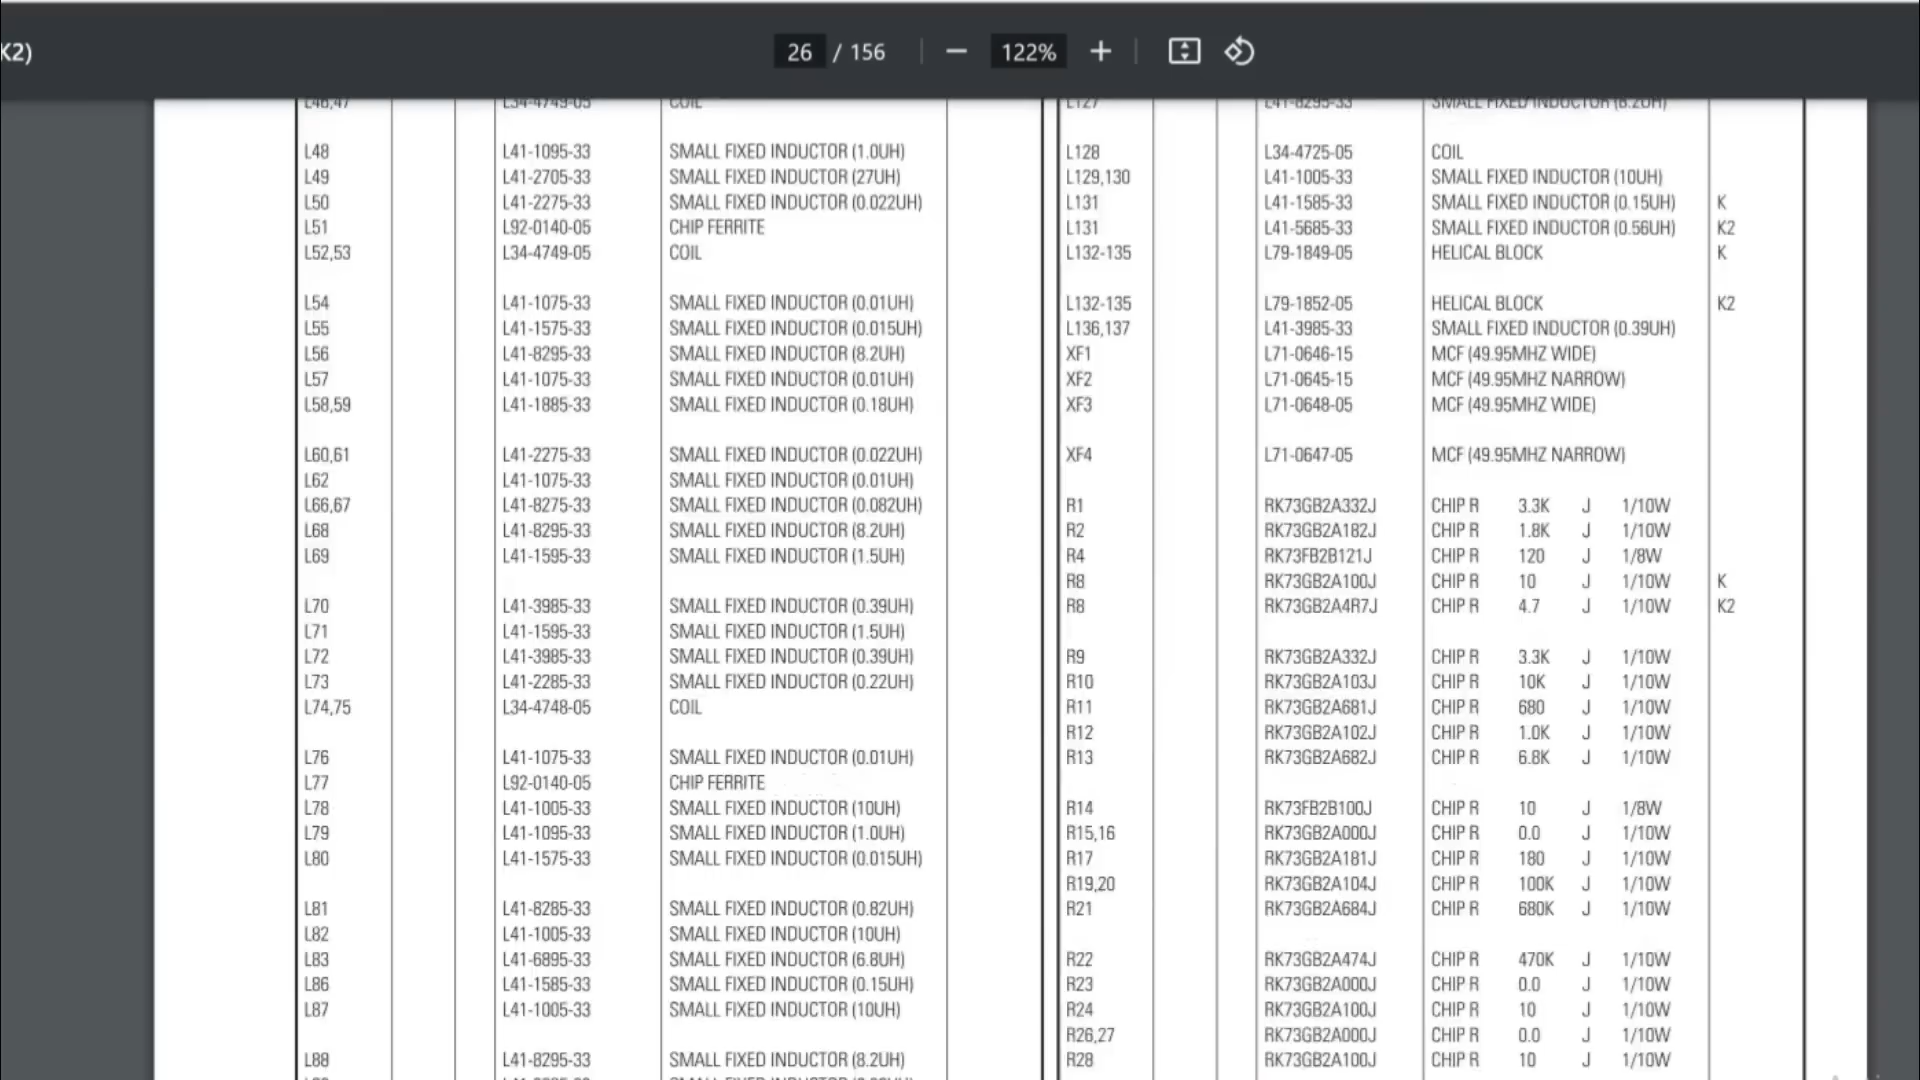 K2)
26 / 156
122%
L46,47 L34-4749-05 COIL
L48 L41-1095-33 SMALL FIXED INDUCTOR (1.0UH)
L49 L41-2705-33 SMALL FIXED INDUCTOR (27UH)
L50 L41-2275-33 SMALL FIXED INDUCTOR (0.022UH)
L51 L92-0140-05 CHIP FERRITE
L52,53 L34-4749-05 COIL
L54 L41-1075-33 SMALL FIXED INDUCTOR (0.01UH)
L55 L41-1575-33 SMALL FIXED INDUCTOR (0.015UH)
L56 L41-8295-33 SMALL FIXED INDUCTOR (8.2UH)
L57 L41-1075-33 SMALL FIXED INDUCTOR (0.01UH)
L58,59 L41-1885-33 SMALL FIXED INDUCTOR (0.18UH)
L60,61 L41-2275-33 SMALL FIXED INDUCTOR (0.022UH)
L62 L41-1075-33 SMALL FIXED INDUCTOR (0.01UH)
L66,67 L41-8275-33 SMALL FIXED INDUCTOR (0.082UH)
L68 L41-8295-33 SMALL FIXED INDUCTOR (8.2UH)
L69 L41-1595-33 SMALL FIXED INDUCTOR (1.5UH)
L70 L41-3985-33 SMALL FIXED INDUCTOR (0.39UH)
L71 L41-1595-33 SMALL FIXED INDUCTOR (1.5UH)
L72 L41-3985-33 SMALL FIXED INDUCTOR (0.39UH)
L73 L41-2285-33 SMALL FIXED INDUCTOR (0.22UH)
L74,75 L34-4748-05 COIL
L76 L41-1075-33 SMALL FIXED INDUCTOR (0.01UH)
L77 L92-0140-05 CHIP FERRITE
L78 L41-1005-33 SMALL FIXED INDUCTOR (10UH)
L79 L41-1095-33 SMALL FIXED INDUCTOR (1.0UH)
L80 L41-1575-33 SMALL FIXED INDUCTOR (0.015UH)
L81 L41-8285-33 SMALL FIXED INDUCTOR (0.82UH)
L82 L41-1005-33 SMALL FIXED INDUCTOR (10UH)
L83 L41-6895-33 SMALL FIXED INDUCTOR (6.8UH)
L86 L41-1585-33 SMALL FIXED INDUCTOR (0.15UH)
L87 L41-1005-33 SMALL FIXED INDUCTOR (10UH)
L88 L41-8295-33 SMALL FIXED INDUCTOR (8.2UH)
L127 L41-8295-33 SMALL FIXED INDUCTOR (8.2UH)
L128 L34-4725-05 COIL
L129,130 L41-1005-33 SMALL FIXED INDUCTOR (10UH)
L131 L41-1585-33 SMALL FIXED INDUCTOR (0.15UH) K
L131 L41-5685-33 SMALL FIXED INDUCTOR (0.56UH) K2
L132-135 L79-1849-05 HELICAL BLOCK K
L132-135 L79-1852-05 HELICAL BLOCK K2
L136,137 L41-3985-33 SMALL FIXED INDUCTOR (0.39UH)
XF1 L71-0646-15 MCF (49.95MHZ WIDE)
XF2 L71-0645-15 MCF (49.95MHZ NARROW)
XF3 L71-0648-05 MCF (49.95MHZ WIDE)
XF4 L71-0647-05 MCF (49.95MHZ NARROW)
R1 RK73GB2A332J CHIP R 3.3K J 1/10W
R2 RK73GB2A182J CHIP R 1.8K J 1/10W
R4 RK73FB2B121J CHIP R 120 J 1/8W
R8 RK73GB2A100J CHIP R 10 J 1/10W K
R8 RK73GB2A4R7J CHIP R 4.7 J 1/10W K2
R9 RK73GB2A332J CHIP R 3.3K J 1/10W
R10 RK73GB2A103J CHIP R 10K J 1/10W
R11 RK73GB2A681J CHIP R 680 J 1/10W
R12 RK73GB2A102J CHIP R 1.0K J 1/10W
R13 RK73GB2A682J CHIP R 6.8K J 1/10W
R14 RK73FB2B100J CHIP R 10 J 1/8W
R15,16 RK73GB2A000J CHIP R 0.0 J 1/10W
R17 RK73GB2A181J CHIP R 180 J 1/10W
R19,20 RK73GB2A104J CHIP R 100K J 1/10W
R21 RK73GB2A684J CHIP R 680K J 1/10W
R22 RK73GB2A474J CHIP R 470K J 1/10W
R23 RK73GB2A000J CHIP R 0.0 J 1/10W
R24 RK73GB2A100J CHIP R 10 J 1/10W
R26,27 RK73GB2A000J CHIP R 0.0 J 1/10W
R28 RK73GB2A100J CHIP R 10 J 1/10W